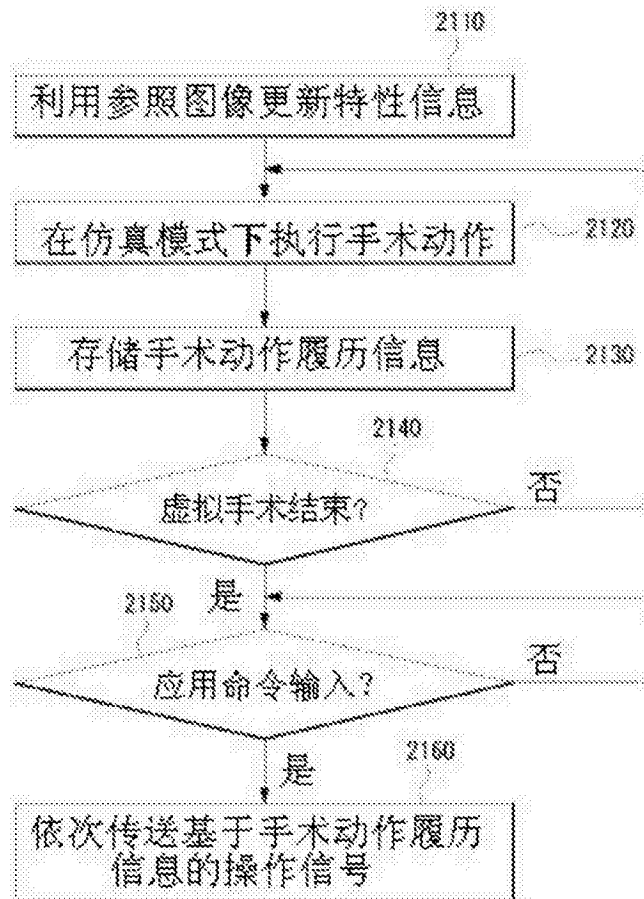 2110
利用参照图像更新特性信息
在仿真模式下执行手术动作
2120
存储手术动作履历信息
2130
2140
虚拟手术结束?
否
是
2150
应用命令输入?
否
是
2160
依次传送基于手术动作履历
信息的操作信号